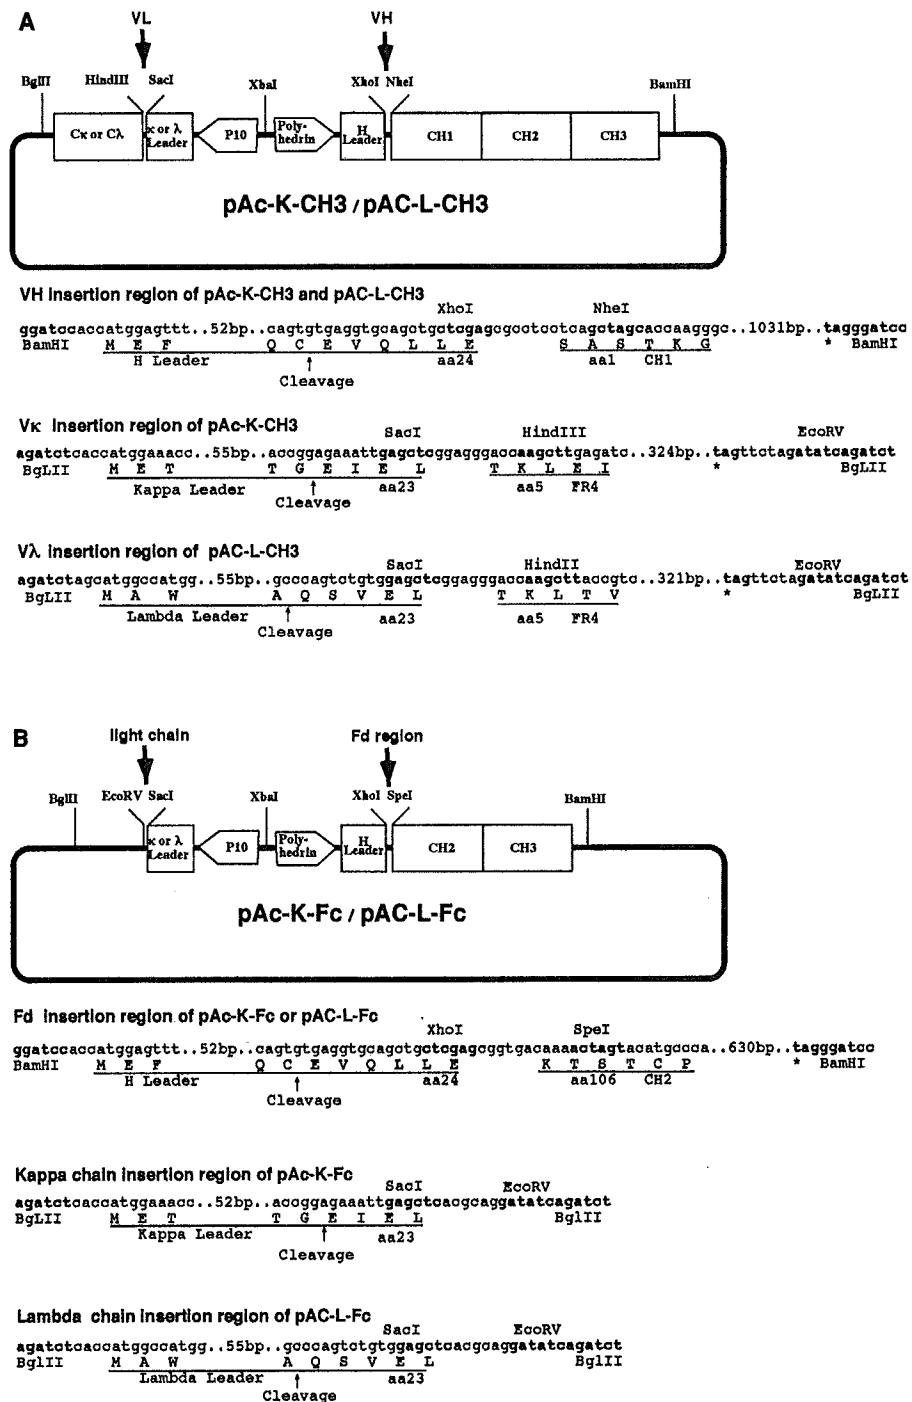 A
VL
VH
BglII
HindIII
SacI
XbaI
XhoI NheI
BamHI
Cκ or Cλ
κ or λ Leader
P10
Poly-hedrin
H Leader
CH1
CH2
CH3
pAc-K-CH3 / pAC-L-CH3
VH insertion region of pAc-K-CH3 and pAC-L-CH3
XhoI NheI
ggatccaccatggagttt..52bp..cagtgtgaggtgcagctgctcgagcgcctcctcagctagcaccaagggc..1031bp..tagggatcc
BamHI M E F Q C E V Q L L E S A S T K G * BamHI
H Leader aa24 aa1 CH1
Cleavage
Vκ insertion region of pAc-K-CH3
SacI HindIII EcoRV
agatctcaccatggaaacc..55bp..accggagaaattgagctcggagggaccaagcttgagatc..324bp..tagttctagatatcagatct
BgLII M E T T G E I E L T K L E I * BgLII
Kappa Leader aa23 aa5 FR4
Cleavage
Vλ insertion region of pAC-L-CH3
SacI HindII EcoRV
agatctagcatggccatgg..55bp..gcccagtctgtggagctcggagggaccaagcttaccgtc..321bp..tagttctagatatcagatct
BgLII M A W A Q S V E L T K L T V * BgLII
Lambda Leader aa23 aa5 FR4
Cleavage
B
light chain
Fd region
BglII
EcoRV SacI
XbaI
XhoI SpeI
BamHI
κ or λ Leader
P10
Poly-hedrin
H Leader
CH2
CH3
pAc-K-Fc / pAC-L-Fc
Fd insertion region of pAc-K-Fc or pAC-L-Fc
XhoI SpeI
ggatccaccatggagttt..52bp..cagtgtgaggtgcagctgctcgagcggtgacaaaactagtacatgccca..630bp..tagggatcc
BamHI M E F Q C E V Q L L E K T S T C P * BamHI
H Leader aa24 aa106 CH2
Cleavage
Kappa chain insertion region of pAc-K-Fc
SacI EcoRV
agatctcaccatggaaacc..52bp..accggagaaattgagctcacgcaggatatcagatct
BgLII M E T T G E I E L BglII
Kappa Leader aa23
Cleavage
Lambda chain insertion region of pAC-L-Fc
SacI EcoRV
agatctcaccatggccatgg..55bp..gcccagtctgtggagctcacgcaggatatcagatct
BglII M A W A Q S V E L BglII
Lambda Leader aa23
Cleavage